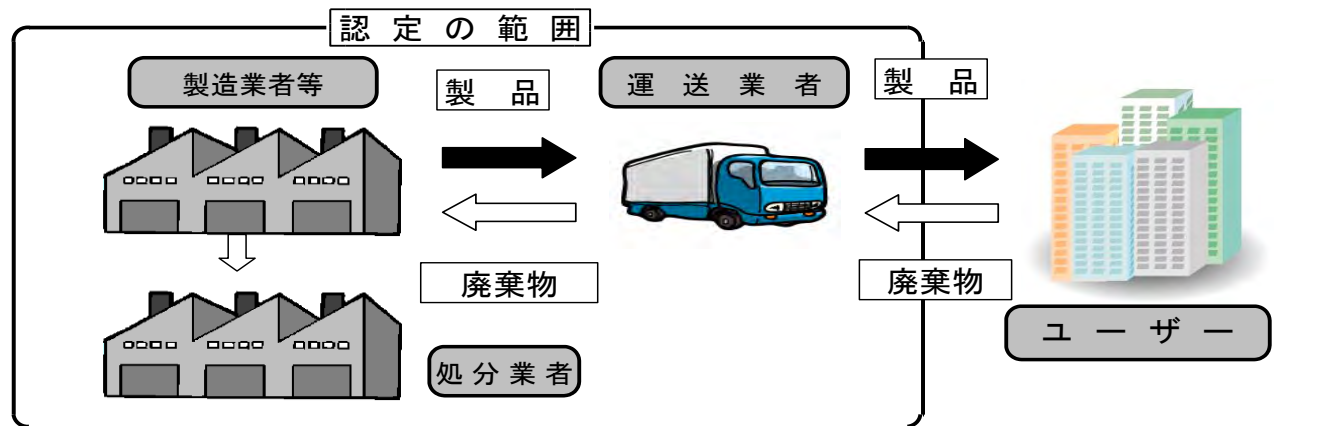 認定の範囲
製造業者等
製品
運送業者
製品
廃棄物
廃棄物
ユーザー
処分業者